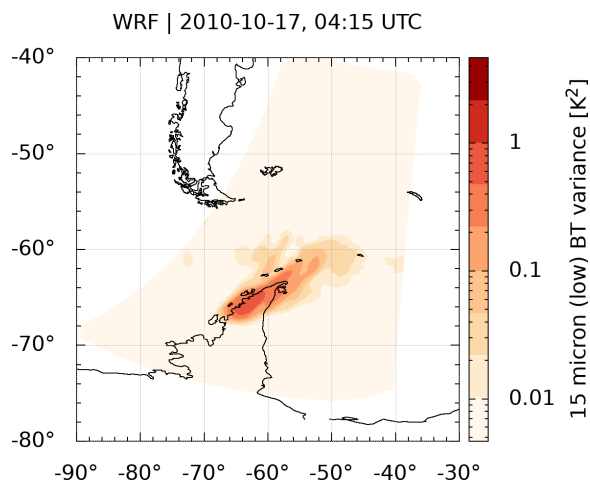 WRF | 2010-10-17, 04:15 UTC
-40°
-50°
-60°
-70°
-80°
-90° -80° -70° -60° -50° -40° -30°
1
0.1
0.01
15 micron (low) BT variance [K²]